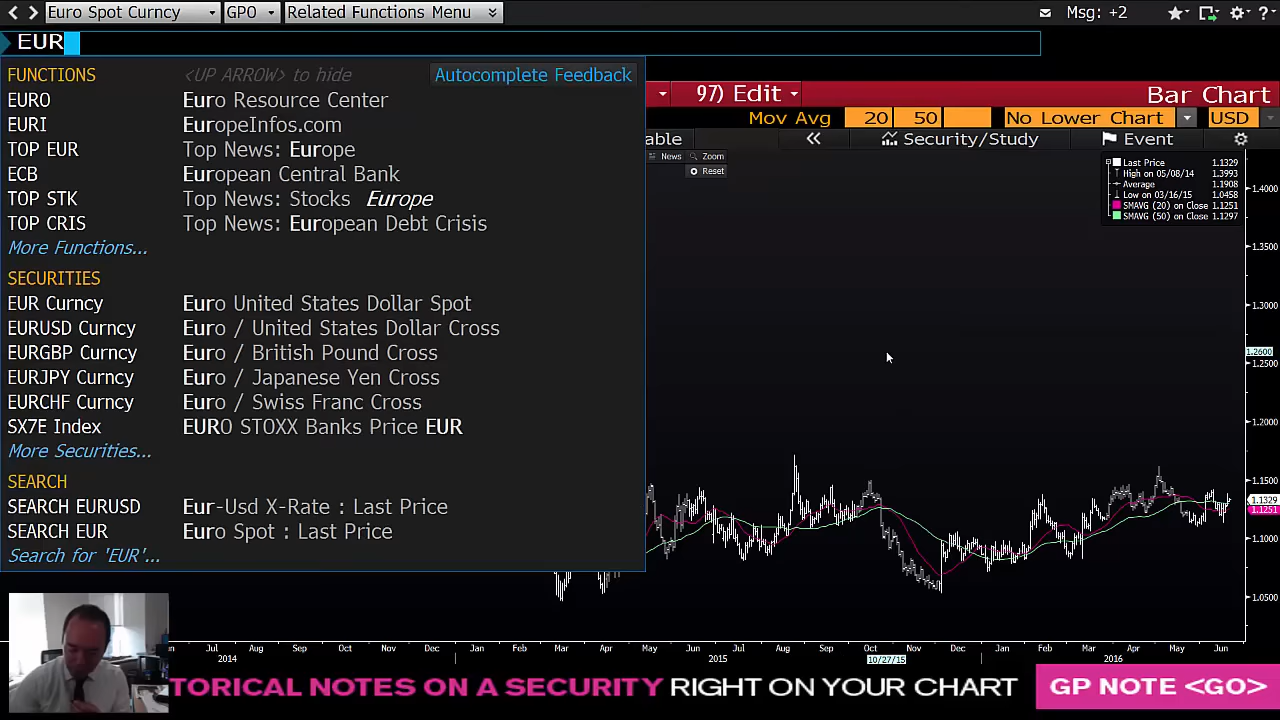 Euro Spot Curncy GPO Related Functions Menu Msg: +2 ?
EUR
FUNCTIONS <UP ARROW> to hide Autocomplete Feedback
EURO Euro Resource Center
EURI EuropeInfos.com
TOP EUR Top News: Europe
ECB European Central Bank
TOP STK Top News: Stocks Europe
TOP CRIS Top News: European Debt Crisis
More Functions...
SECURITIES
EUR Curncy Euro United States Dollar Spot
EURUSD Curncy Euro / United States Dollar Cross
EURGBP Curncy Euro / British Pound Cross
EURJPY Curncy Euro / Japanese Yen Cross
EURCHF Curncy Euro / Swiss Franc Cross
SX7E Index EURO STOXX Banks Price EUR
More Securities...
SEARCH
SEARCH EURUSD Eur-Usd X-Rate : Last Price
SEARCH EUR Euro Spot : Last Price
Search for 'EUR'...
97) Edit Bar Chart
Mov Avg 20 50 No Lower Chart USD
able « Security/Study Event
News Zoom
Reset
Last Price 1.1329
High on 05/08/14 1.3993
Average 1.1908
Low on 03/16/15 1.0458
SMAVG (20) on Close 1.1251
SMAVG (50) on Close 1.1297
1.4000
1.3500
1.3000
1.2600
1.2500
1.2000
1.1500
1.1329
1.1251
1.1000
1.0500
Jun Jul Aug Sep Oct Nov Dec Jan Feb Mar Apr May Jun Jul Aug Sep Oct Nov Dec Jan Feb Mar Apr May Jun
2014 2015 10/27/15 2016
TORICAL NOTES ON A SECURITY RIGHT ON YOUR CHART GP NOTE <GO>